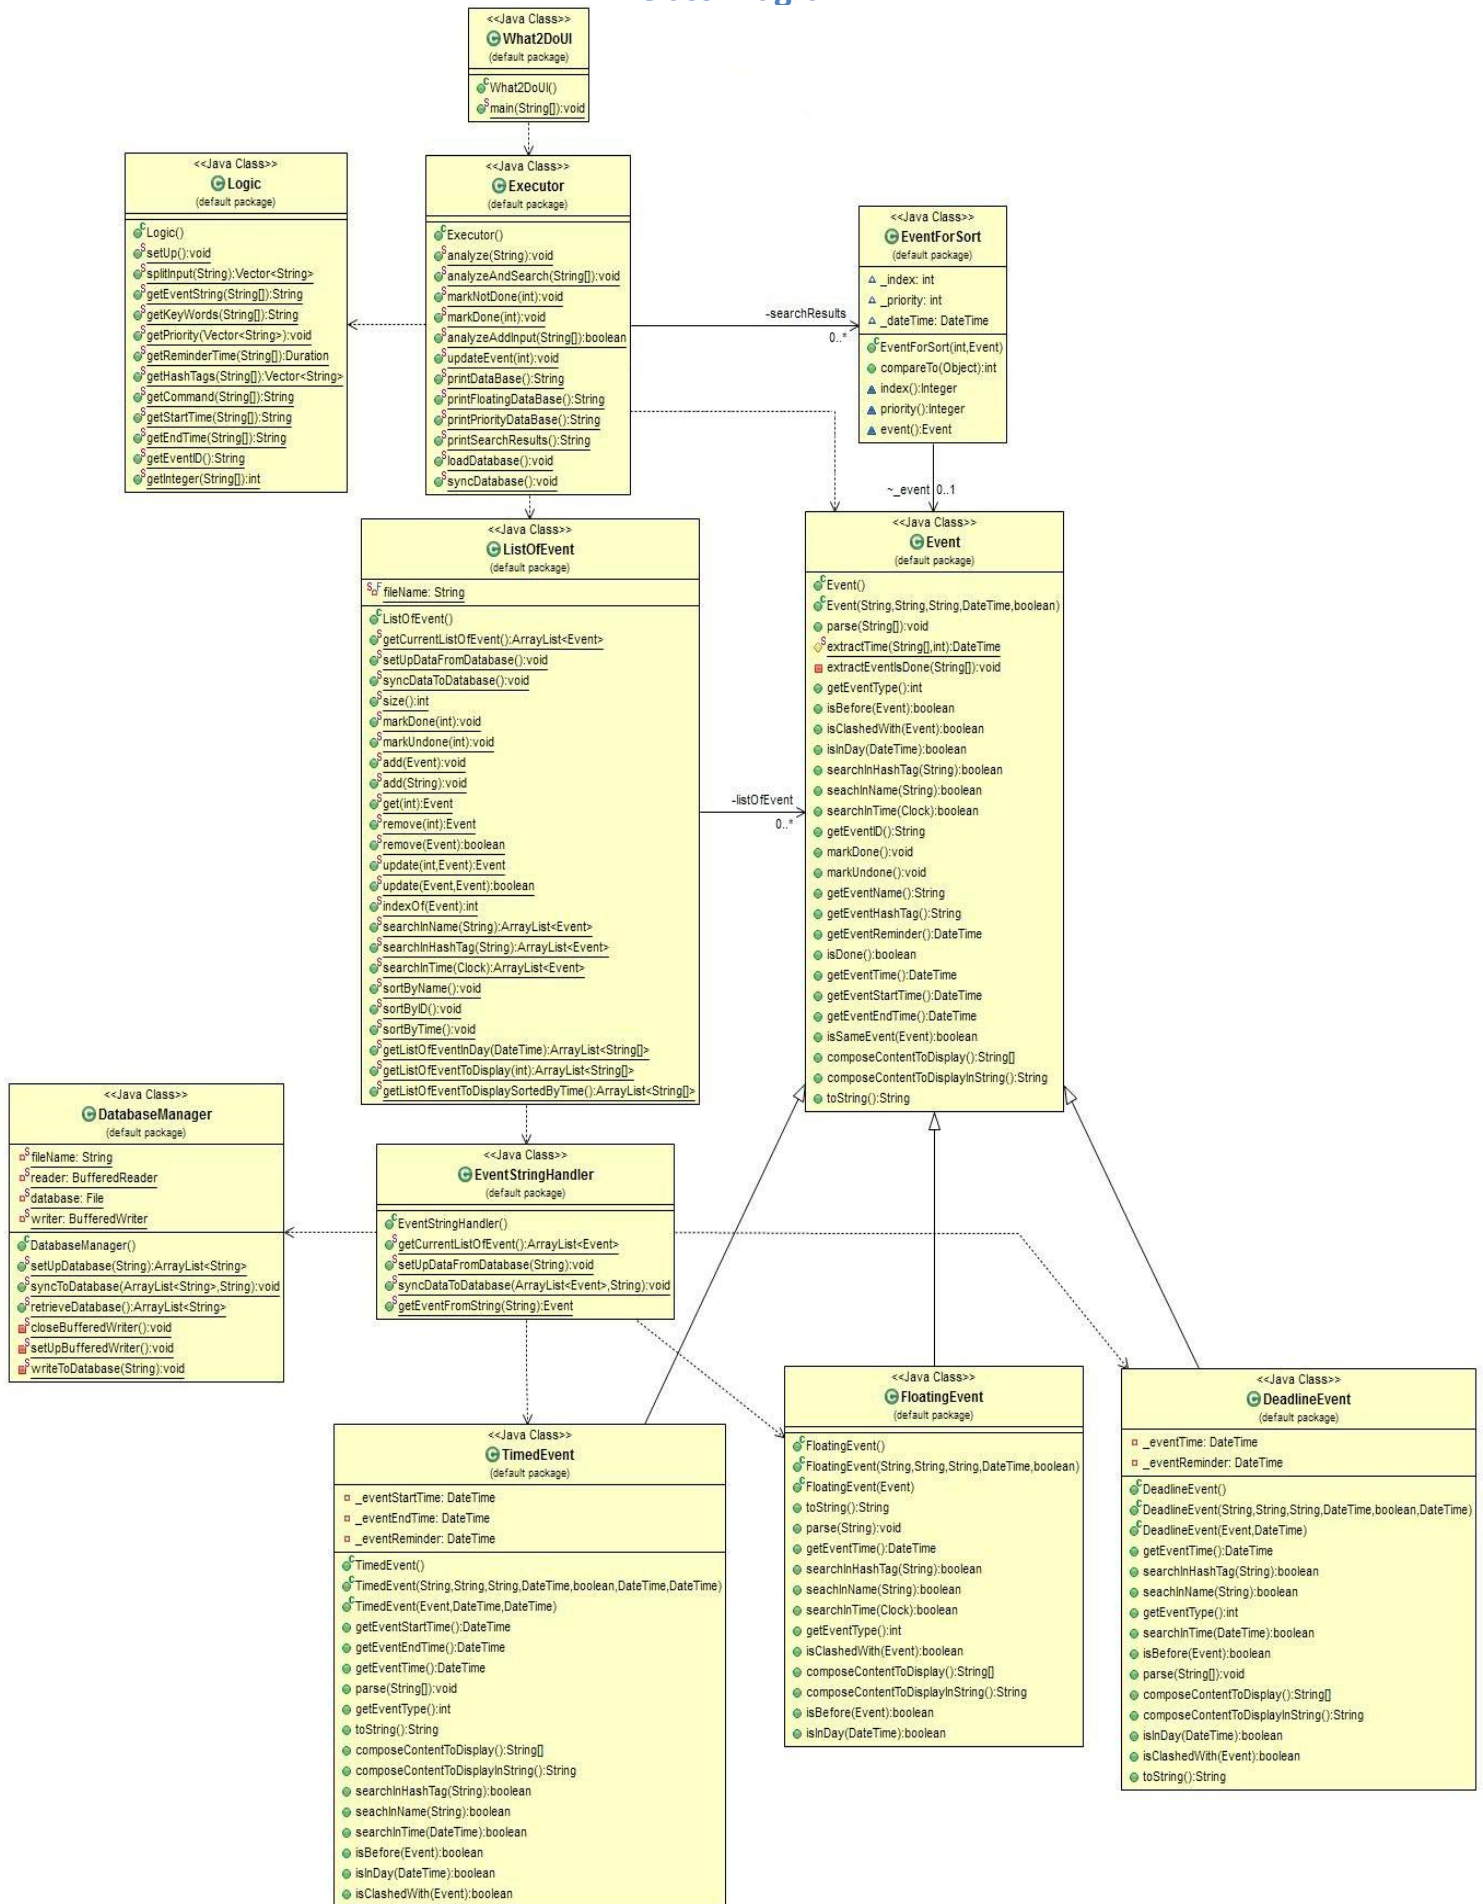 <<Java Class>>
What2DoUI
(default package)
What2DoUI()
main(String[]):void
<<Java Class>>
Logic
(default package)
Logic()
setUp():void
splitInput(String):Vector<String>
getEventString(String[]):String
getKeyWords(String[]):String
getPriority(Vector<String>):void
getReminderTime(String[]):Duration
getHashTags(String[]):Vector<String>
getCommand(String[]):String
getStartTime(String[]):String
getEndTime(String[]):String
getEventID():String
getInteger(String[]):int
<<Java Class>>
Executor
(default package)
Executor()
analyze(String):void
analyzeAndSearch(String[]):void
markNotDone(int):void
markDone(int):void
analyzeAddInput(String[]):boolean
updateEvent(int):void
printDataBase():String
printFloatingDataBase():String
printPriorityDataBase():String
printSearchResults():String
loadDatabase():void
syncDatabase():void
-searchResults
0..*
<<Java Class>>
EventForSort
(default package)
_index: int
_priority: int
_dateTime: DateTime
EventForSort(int,Event)
compareTo(Object):int
index():Integer
priority():Integer
event():Event
~_event 0..1
<<Java Class>>
ListOfEvent
(default package)
fileName: String
ListOfEvent()
getCurrentListOfEvent():ArrayList<Event>
setUpDataFromDatabase():void
syncDataToDatabase():void
size():int
markDone(int):void
markUndone(int):void
add(Event):void
add(String):void
get(int):Event
remove(int):Event
remove(Event):boolean
update(int,Event):Event
update(Event,Event):boolean
indexOf(Event):int
searchInName(String):ArrayList<Event>
searchInHashTag(String):ArrayList<Event>
searchInTime(Clock):ArrayList<Event>
sortByName():void
sortByID():void
sortByTime():void
getListOfEventInDay(DateTime):ArrayList<String[]>
getListOfEventToDisplay(int):ArrayList<String[]>
getListOfEventToDisplaySortedByTime():ArrayList<String[]>
-listOfEvent
0..*
<<Java Class>>
Event
(default package)
Event()
Event(String,String,String,DateTime,boolean)
parse(String[]):void
extractTime(String[],int):DateTime
extractEventIsDone(String[]):void
getEventType():int
isBefore(Event):boolean
isClashedWith(Event):boolean
isInDay(DateTime):boolean
searchInHashTag(String):boolean
seachInName(String):boolean
searchInTime(Clock):boolean
getEventID():String
markDone():void
markUndone():void
getEventName():String
getEventHashTag():String
getEventReminder():DateTime
isDone():boolean
getEventTime():DateTime
getEventStartTime():DateTime
getEventEndTime():DateTime
isSameEvent(Event):boolean
composeContentToDisplay():String[]
composeContentToDisplayInString():String
toString():String
<<Java Class>>
DatabaseManager
(default package)
fileName: String
reader: BufferedReader
database: File
writer: BufferedWriter
DatabaseManager()
setUpDatabase(String):ArrayList<String>
syncToDatabase(ArrayList<String>,String):void
retrieveDatabase():ArrayList<String>
closeBufferedWriter():void
setUpBufferedWriter():void
writeToDatabase(String):void
<<Java Class>>
EventStringHandler
(default package)
EventStringHandler()
getCurrentListOfEvent():ArrayList<Event>
setUpDataFromDatabase(String):void
syncDataToDatabase(ArrayList<Event>,String):void
getEventFromString(String):Event
<<Java Class>>
TimedEvent
(default package)
_eventStartTime: DateTime
_eventEndTime: DateTime
_eventReminder: DateTime
TimedEvent()
TimedEvent(String,String,String,DateTime,boolean,DateTime,DateTime)
TimedEvent(Event,DateTime,DateTime)
getEventStartTime():DateTime
getEventEndTime():DateTime
getEventTime():DateTime
parse(String[]):void
getEventType():int
toString():String
composeContentToDisplay():String[]
composeContentToDisplayInString():String
searchInHashTag(String):boolean
seachInName(String):boolean
searchInTime(DateTime):boolean
isBefore(Event):boolean
isInDay(DateTime):boolean
isClashedWith(Event):boolean
<<Java Class>>
FloatingEvent
(default package)
FloatingEvent()
FloatingEvent(String,String,String,DateTime,boolean)
FloatingEvent(Event)
toString():String
parse(String):void
getEventTime():DateTime
searchInHashTag(String):boolean
seachInName(String):boolean
searchInTime(Clock):boolean
getEventType():int
isClashedWith(Event):boolean
composeContentToDisplay():String[]
composeContentToDisplayInString():String
isBefore(Event):boolean
isInDay(DateTime):boolean
<<Java Class>>
DeadlineEvent
(default package)
_eventTime: DateTime
_eventReminder: DateTime
DeadlineEvent()
DeadlineEvent(String,String,String,DateTime,boolean,DateTime)
DeadlineEvent(Event,DateTime)
getEventTime():DateTime
searchInHashTag(String):boolean
seachInName(String):boolean
getEventType():int
searchInTime(DateTime):boolean
isBefore(Event):boolean
parse(String[]):void
composeContentToDisplay():String[]
composeContentToDisplayInString():String
isInDay(DateTime):boolean
isClashedWith(Event):boolean
toString():String